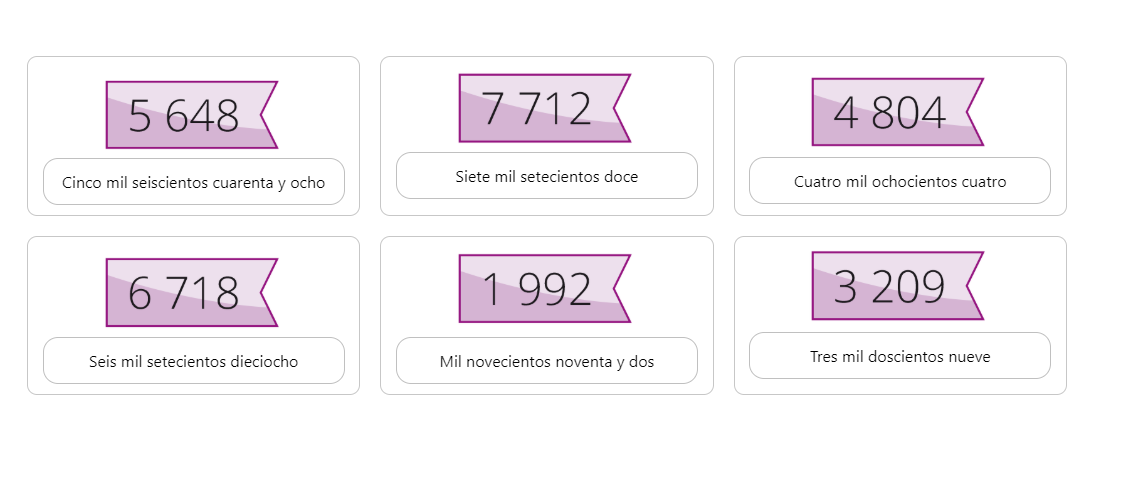 5 648
Cinco mil seiscientos cuarenta y ocho
7 712
Siete mil setecientos doce
4 804
Cuatro mil ochocientos cuatro
6 718
Seis mil setecientos dieciocho
1 992
Mil novecientos noventa y dos
3 209
Tres mil doscientos nueve